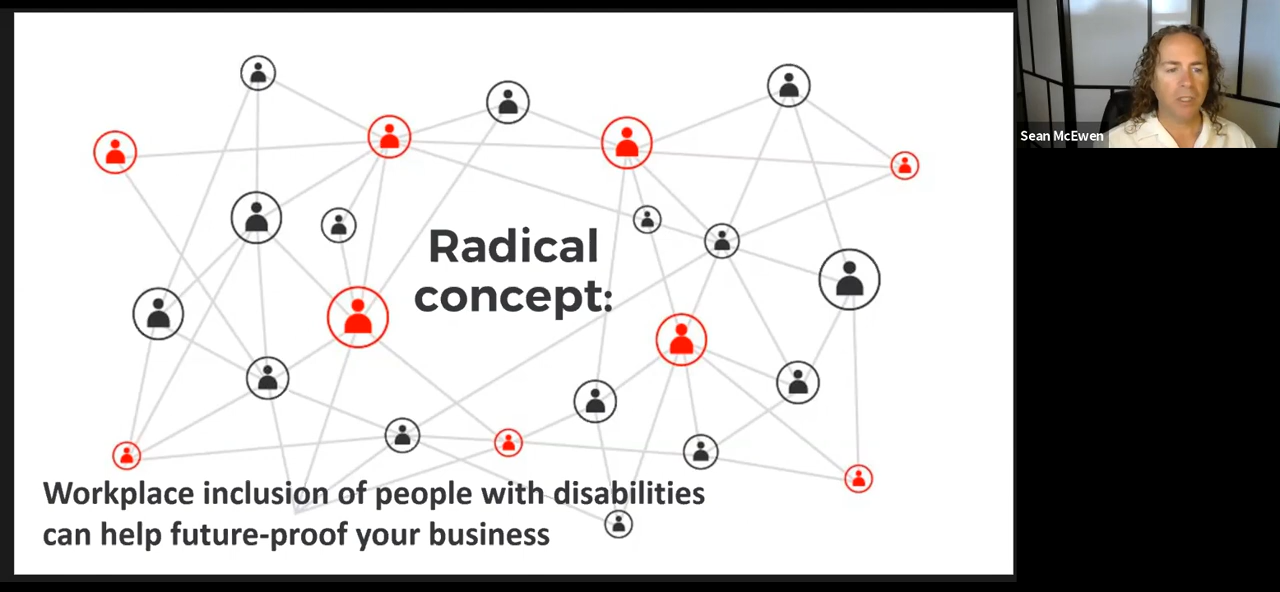 Radical
concept:
Workplace inclusion of people with disabilities
can help future-proof your business
Sean McEwen